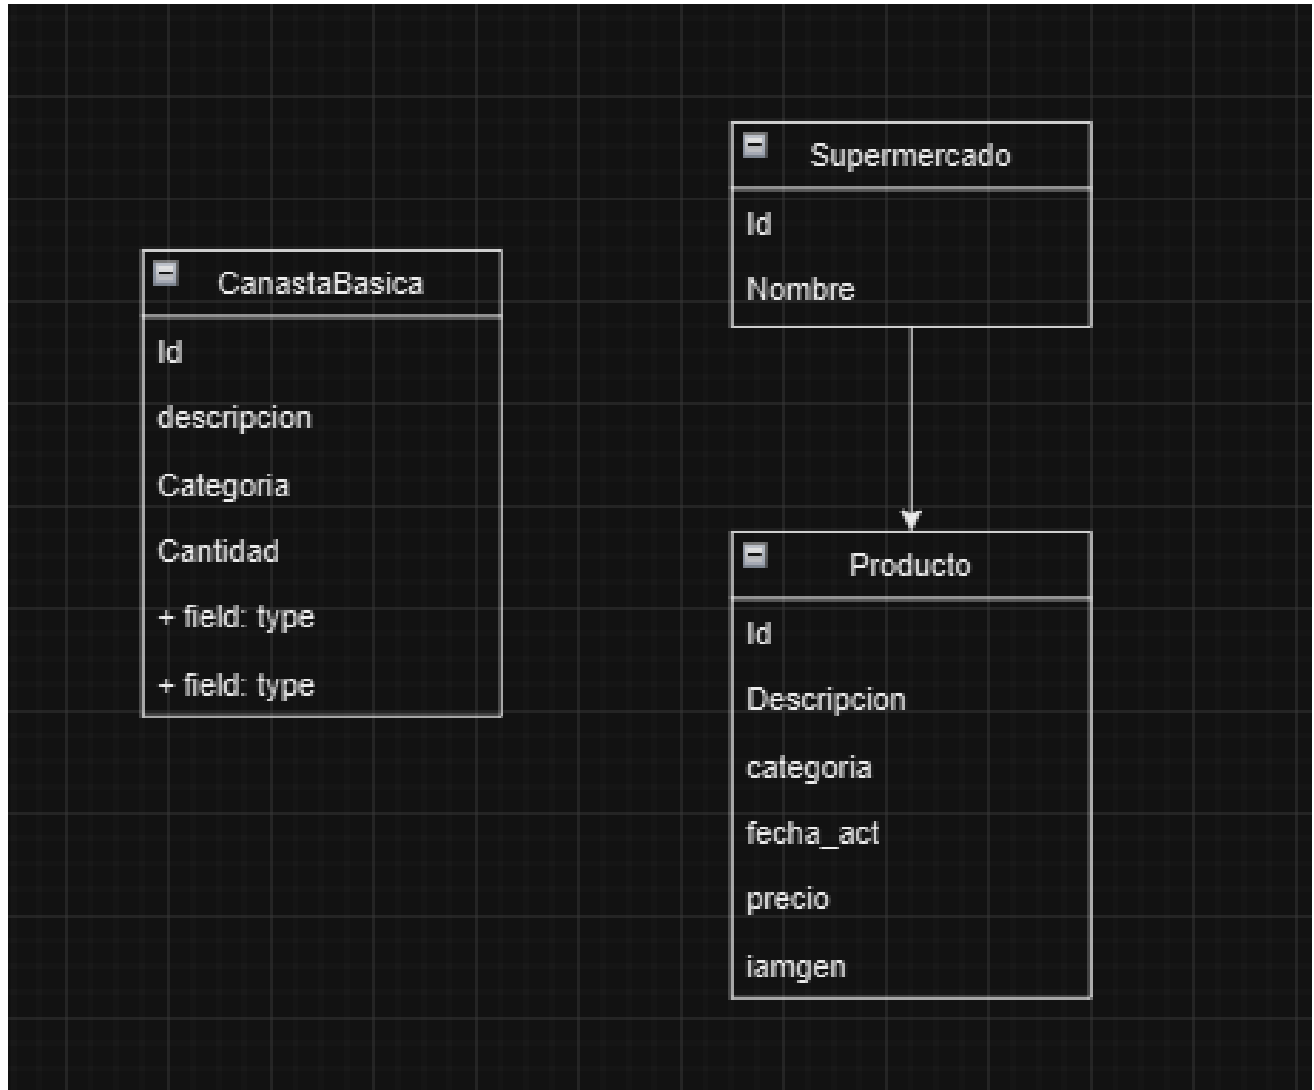 CanastaBasica
Id
descripcion
Categoria
Cantidad
+ field: type
+ field: type
Supermercado
Id
Nombre
Producto
Id
Descripcion
categoria
fecha_act
precio
iamgen